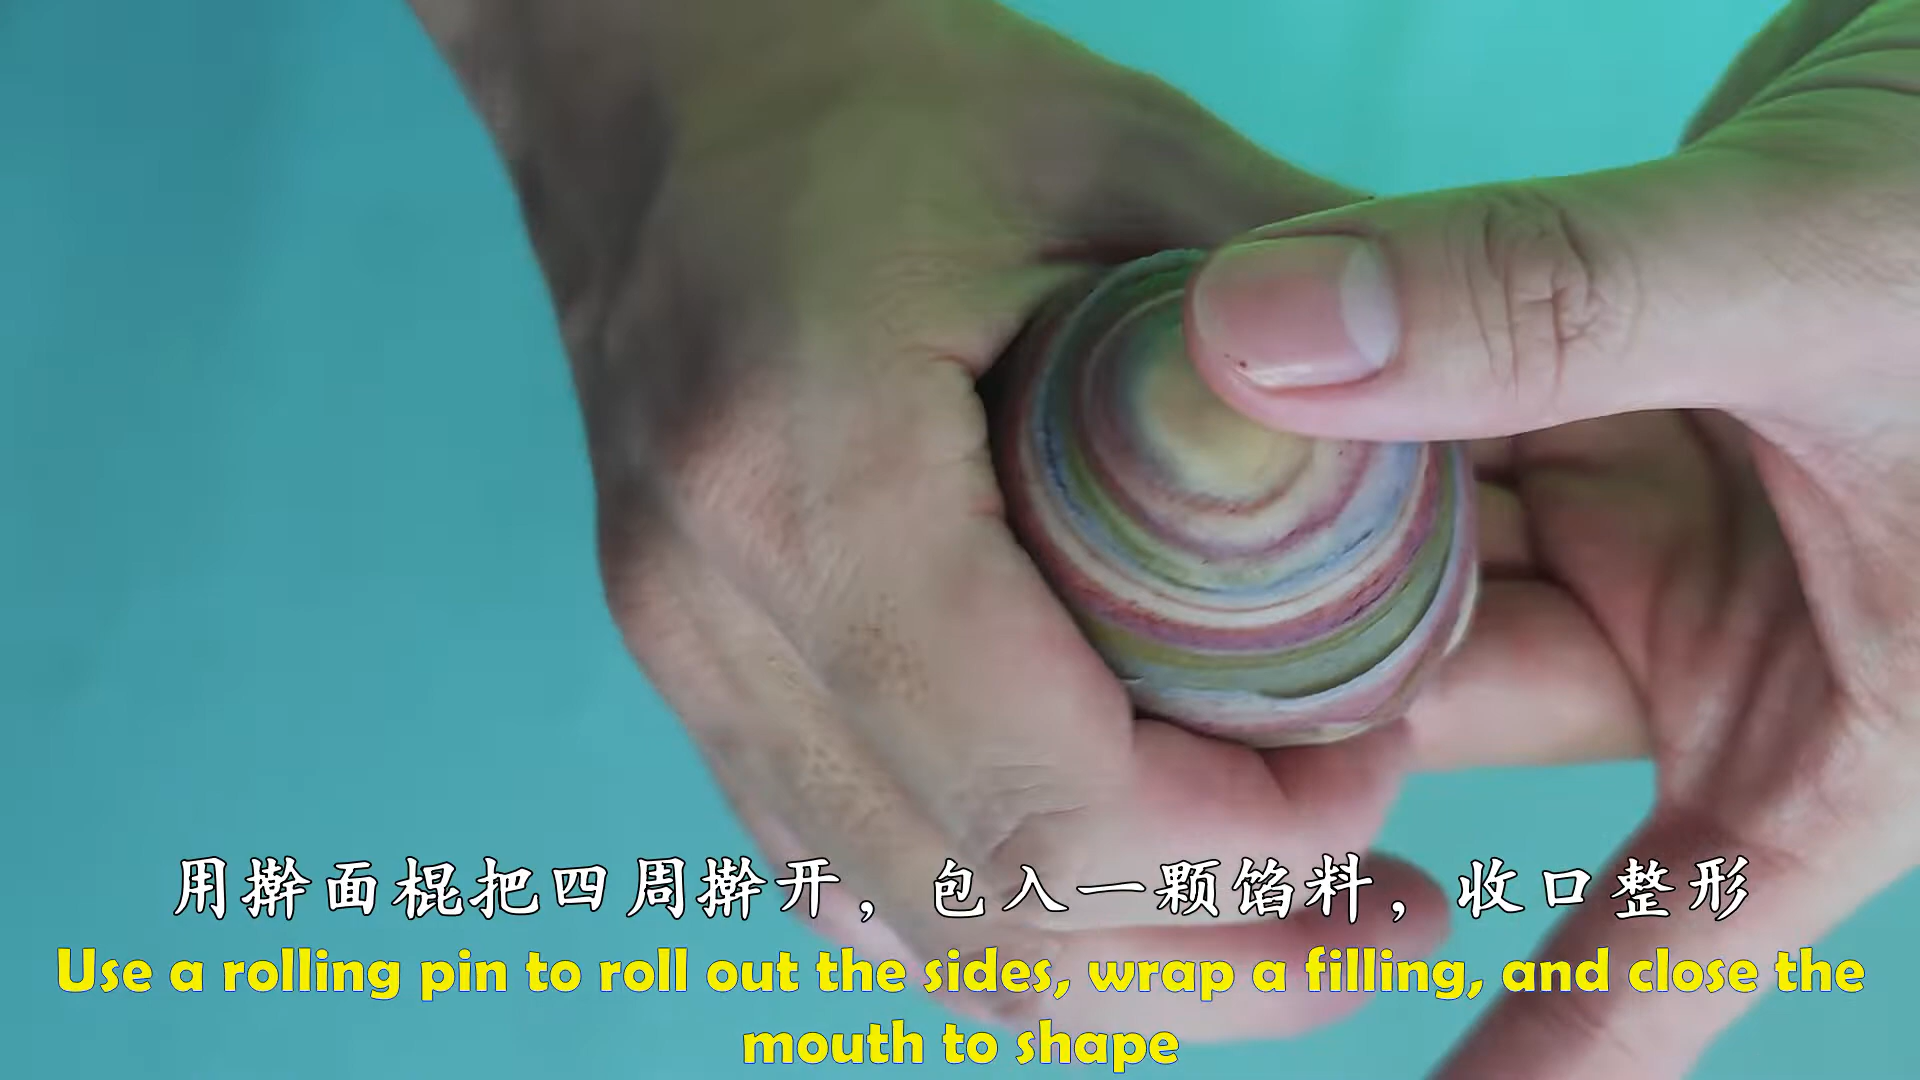 用擀面棍把四周擀开，包入一颗馅料，收口整形
Use a rolling pin to roll out the sides, wrap a filling, and close the
mouth to shape